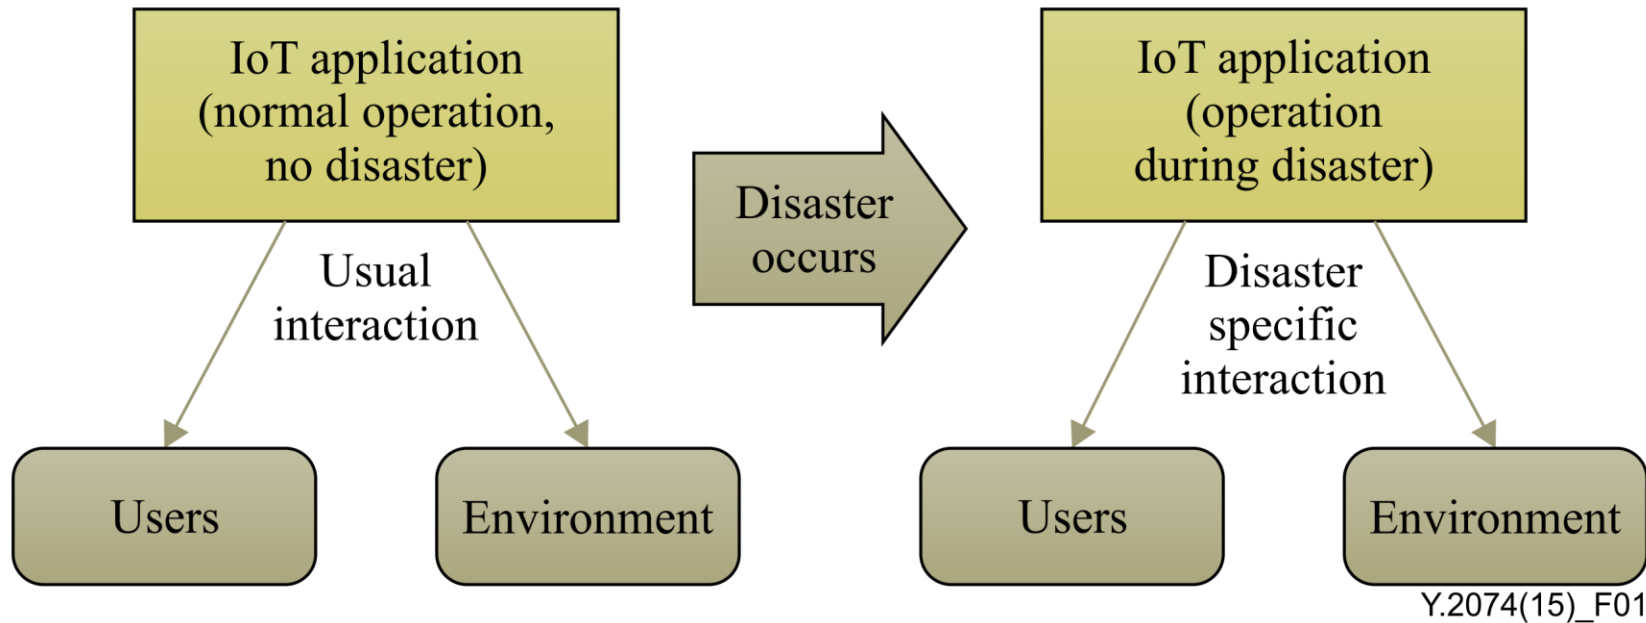 IoT application
(normal operation,
no disaster)
Usual
interaction
Users
Environment
Disaster
occurs
IoT application
(operation
during disaster)
Disaster
specific
interaction
Users
Environment
Y.2074(15)_F01